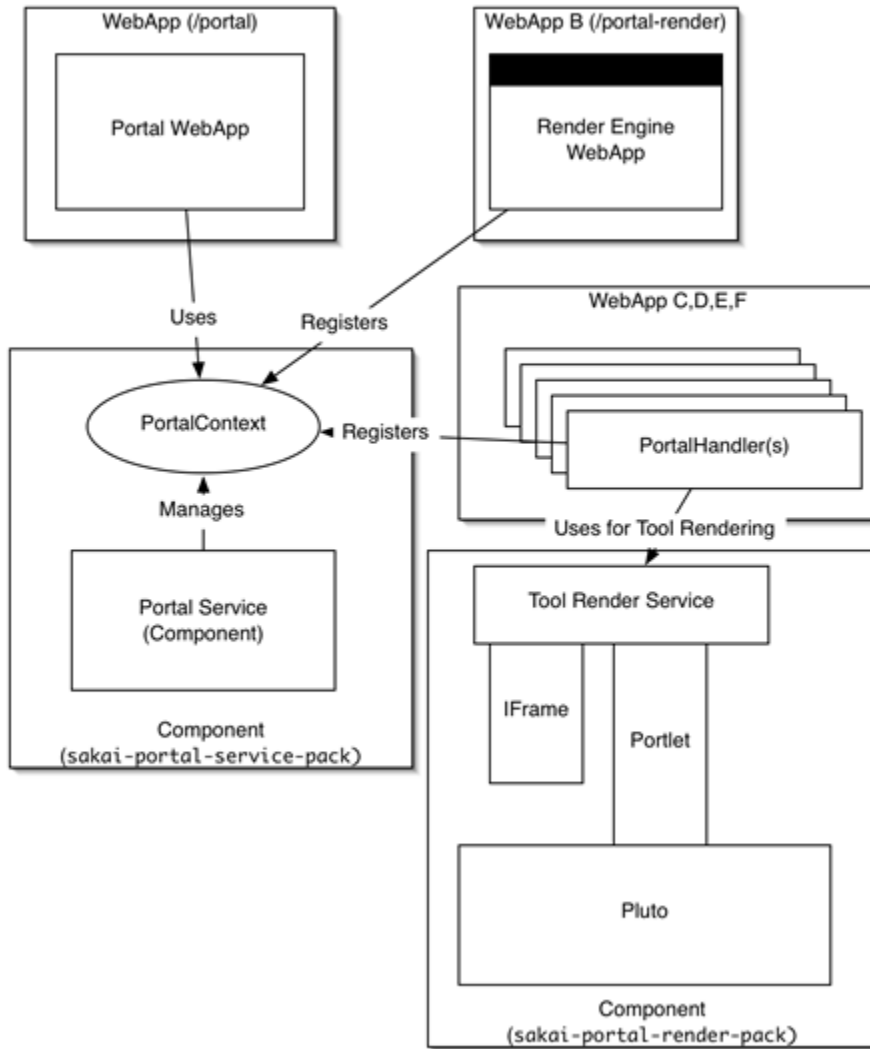 WebApp (/portal)
WebApp B (/portal-render)
Portal WebApp
Render Engine
WebApp
Uses
Registers
WebApp C,D,E,F
PortalContext
Registers
PortalHandler(s)
Manages
Uses for Tool Rendering
Portal Service
(Component)
Tool Render Service
IFrame
Portlet
Component
(sakai-portal-service-pack)
Pluto
Component
(sakai-portal-render-pack)